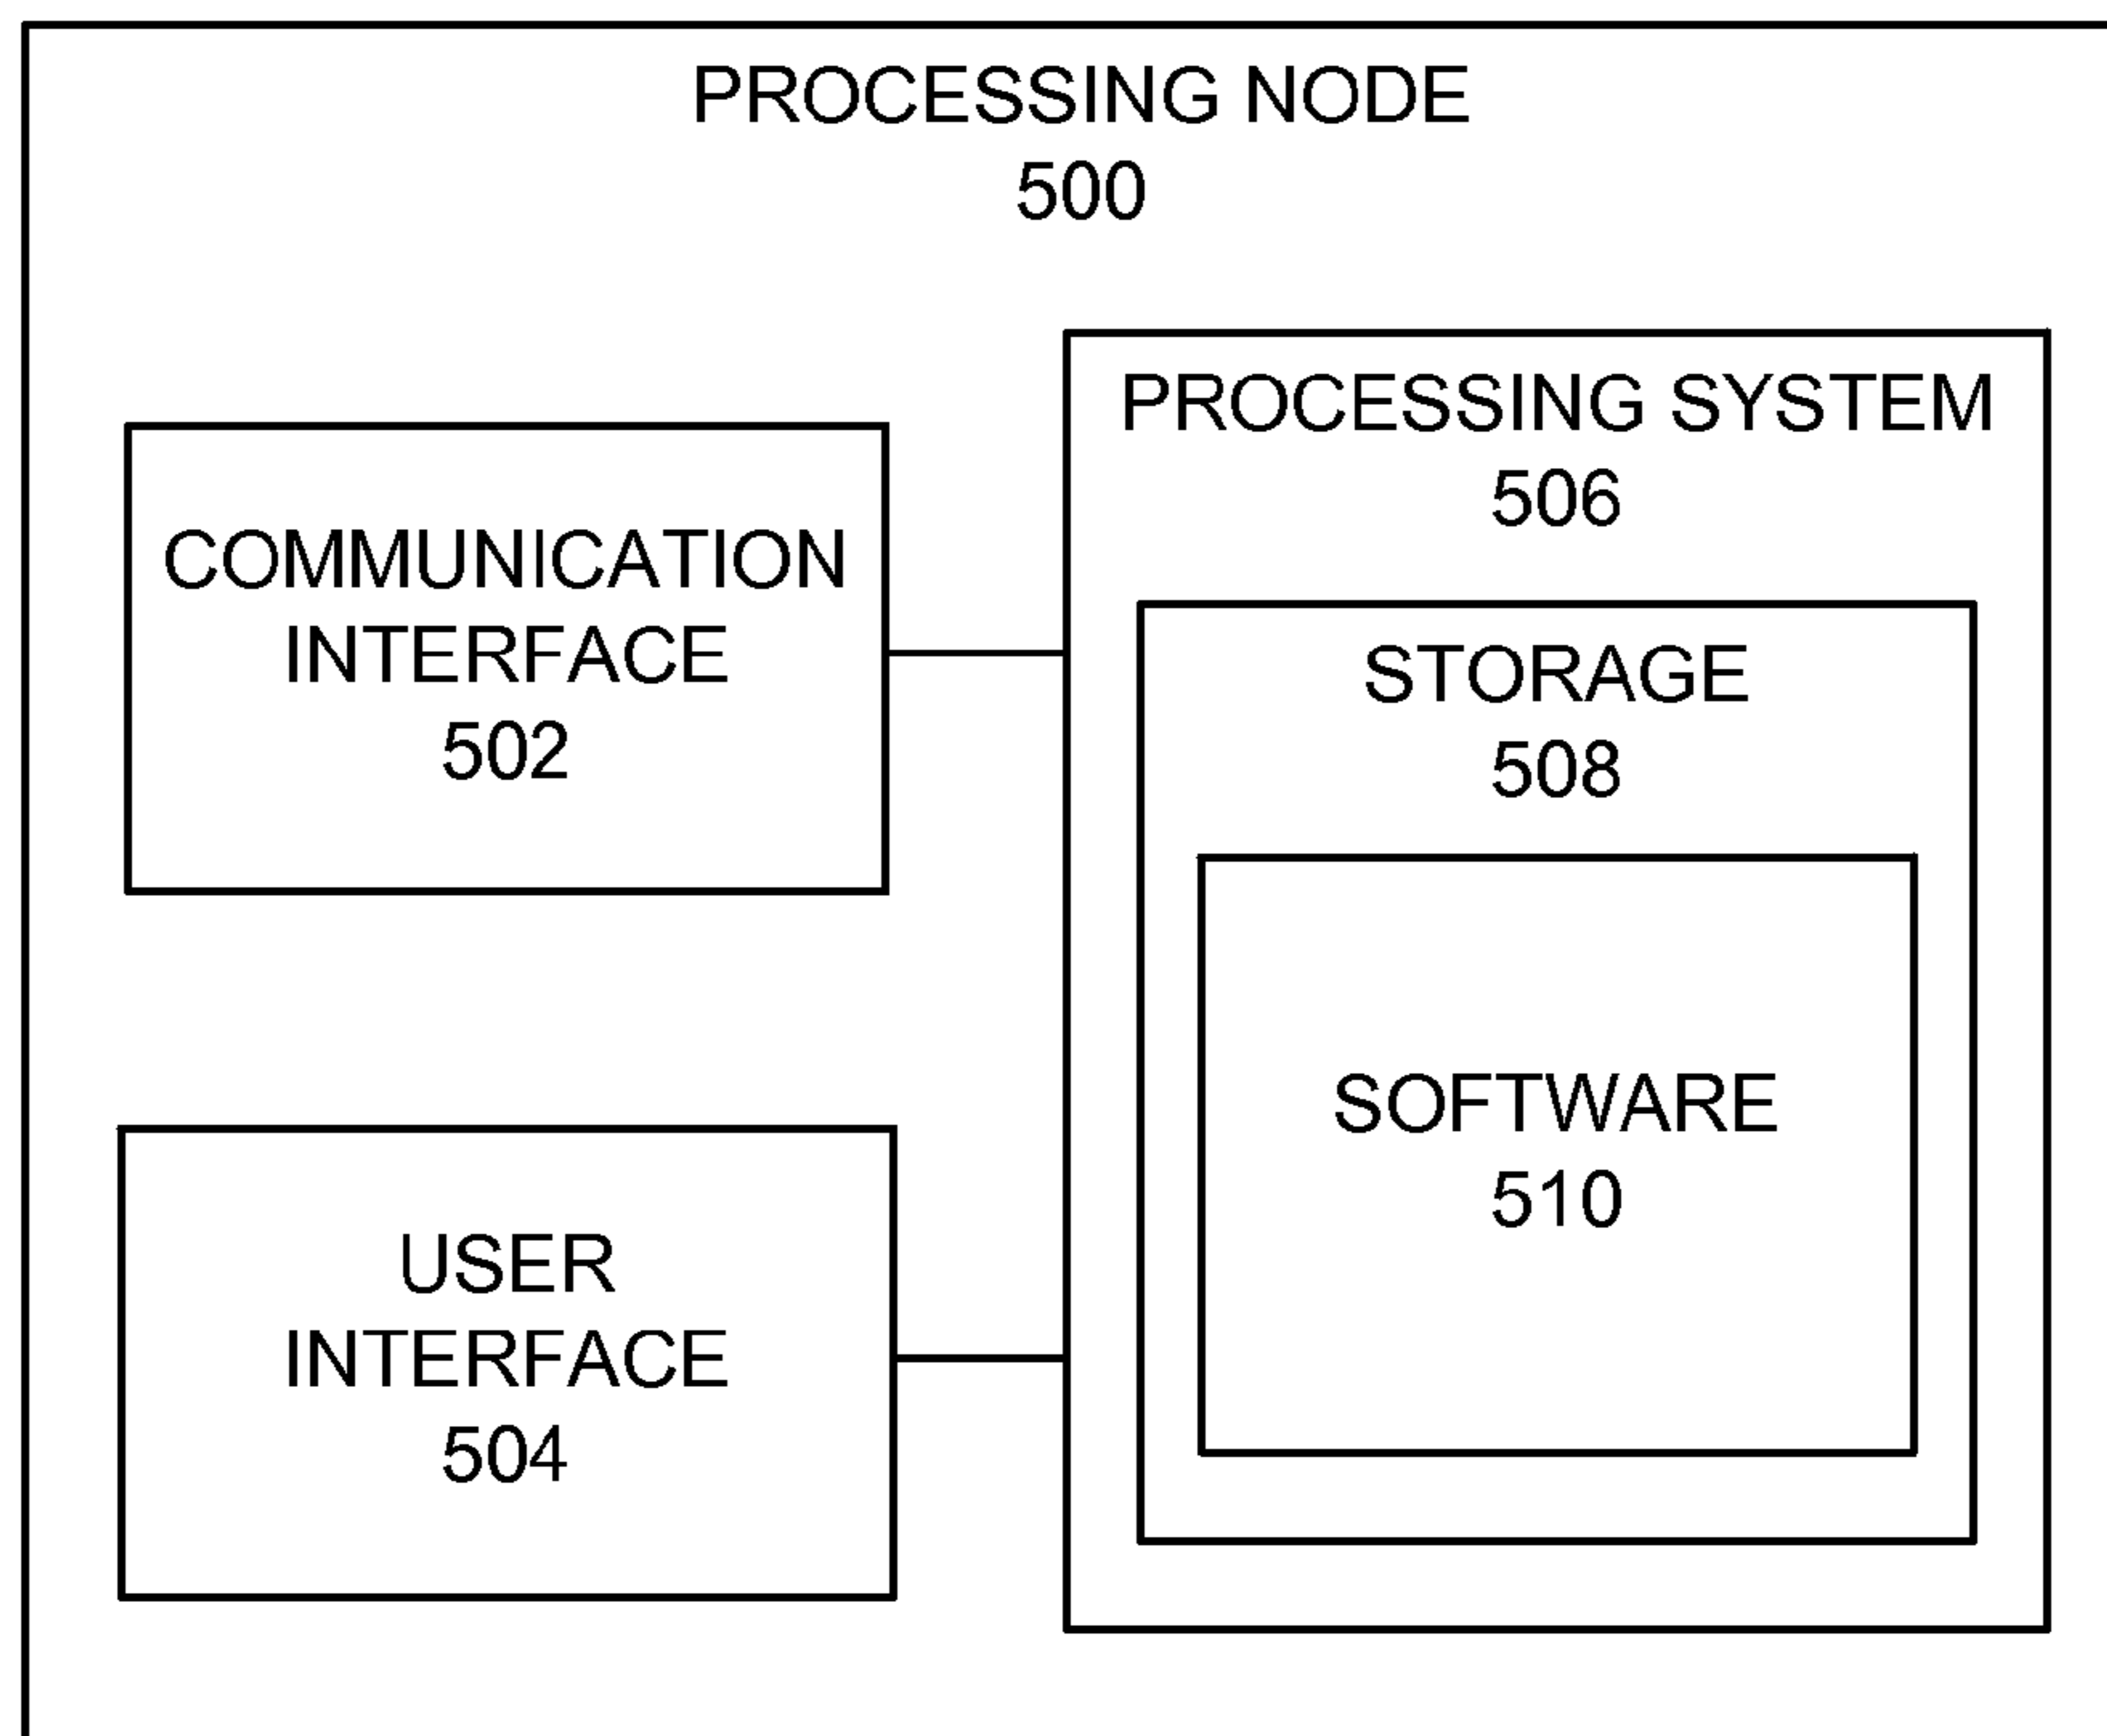 PROCESSING NODE
500
COMMUNICATION
INTERFACE
502
USER
INTERFACE
504
PROCESSING SYSTEM
506
STORAGE
508
SOFTWARE
510